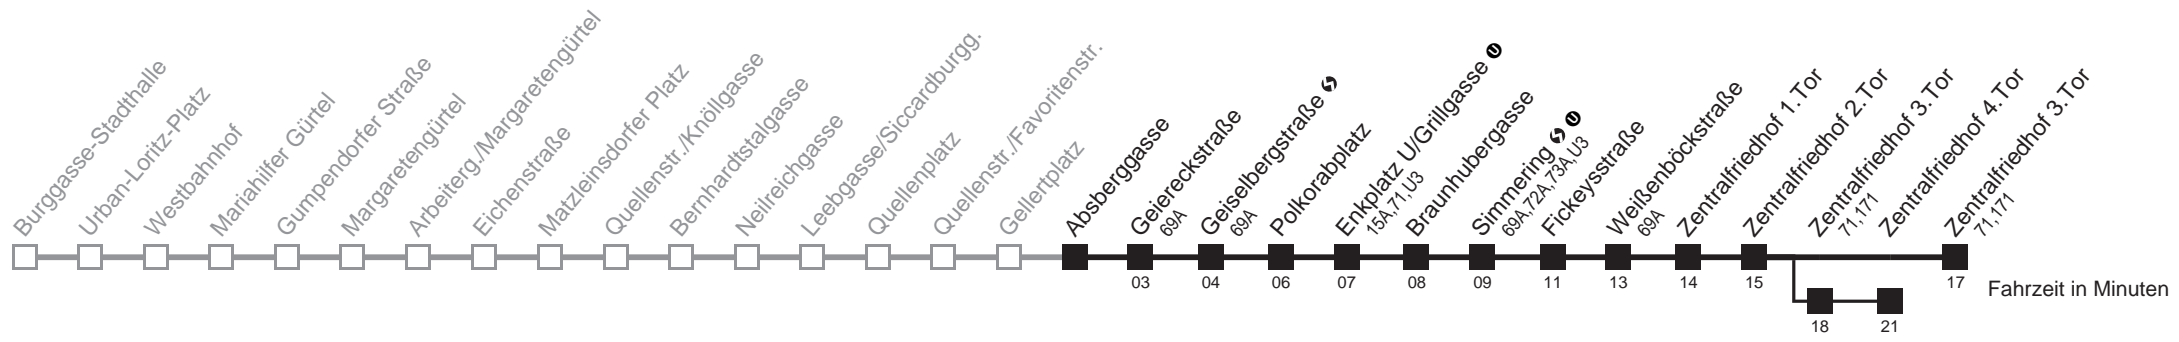 Burggasse-Stadthalle
Urban-Loritz-Platz
Westbahnhof
Mariahilfer Gürtel
Gumpendorfer Straße
Margaretengürtel
Arbeiterg./Margaretengürtel
Eichenstraße
Matzleinsdorfer Platz
Quellenstr./Knöllgasse
Bernhardtstalgasse
Neilreichgasse
Leebgasse/Siccardburgg.
Quellenplatz
Quellenstr./Favoritenstr.
Gellertplatz
Absberggasse
Geiereckstraße
69A
Geiselbergstraße S
69A
Polkorabplatz
Enkplatz U/Grillgasse U
15A,71,U3
Braunhubergasse
Simmering S U
69A,72A,73A,U3
Fickeysstraße
Weißenböckstraße
69A
Zentralfriedhof 1.Tor
Zentralfriedhof 2.Tor
Zentralfriedhof 3.Tor
71,171
Zentralfriedhof 4.Tor
Zentralfriedhof 3.Tor
71,171
03 04 06 07 08 09 11 13 14 15 17
Fahrzeit in Minuten
18 21